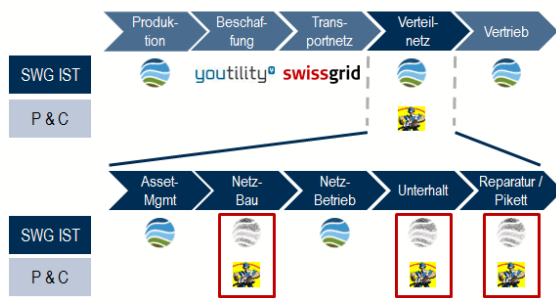 Produk-
tion
Beschaf-
fung
Trans-
portnetz
Verteil-
netz
Vertrieb
SWG IST
youtility
swissgrid
P & C
Asset-
Mgmt
Netz-
Bau
Netz-
Betrieb
Unterhalt
Reparatur /
Pikett
SWG IST
P & C